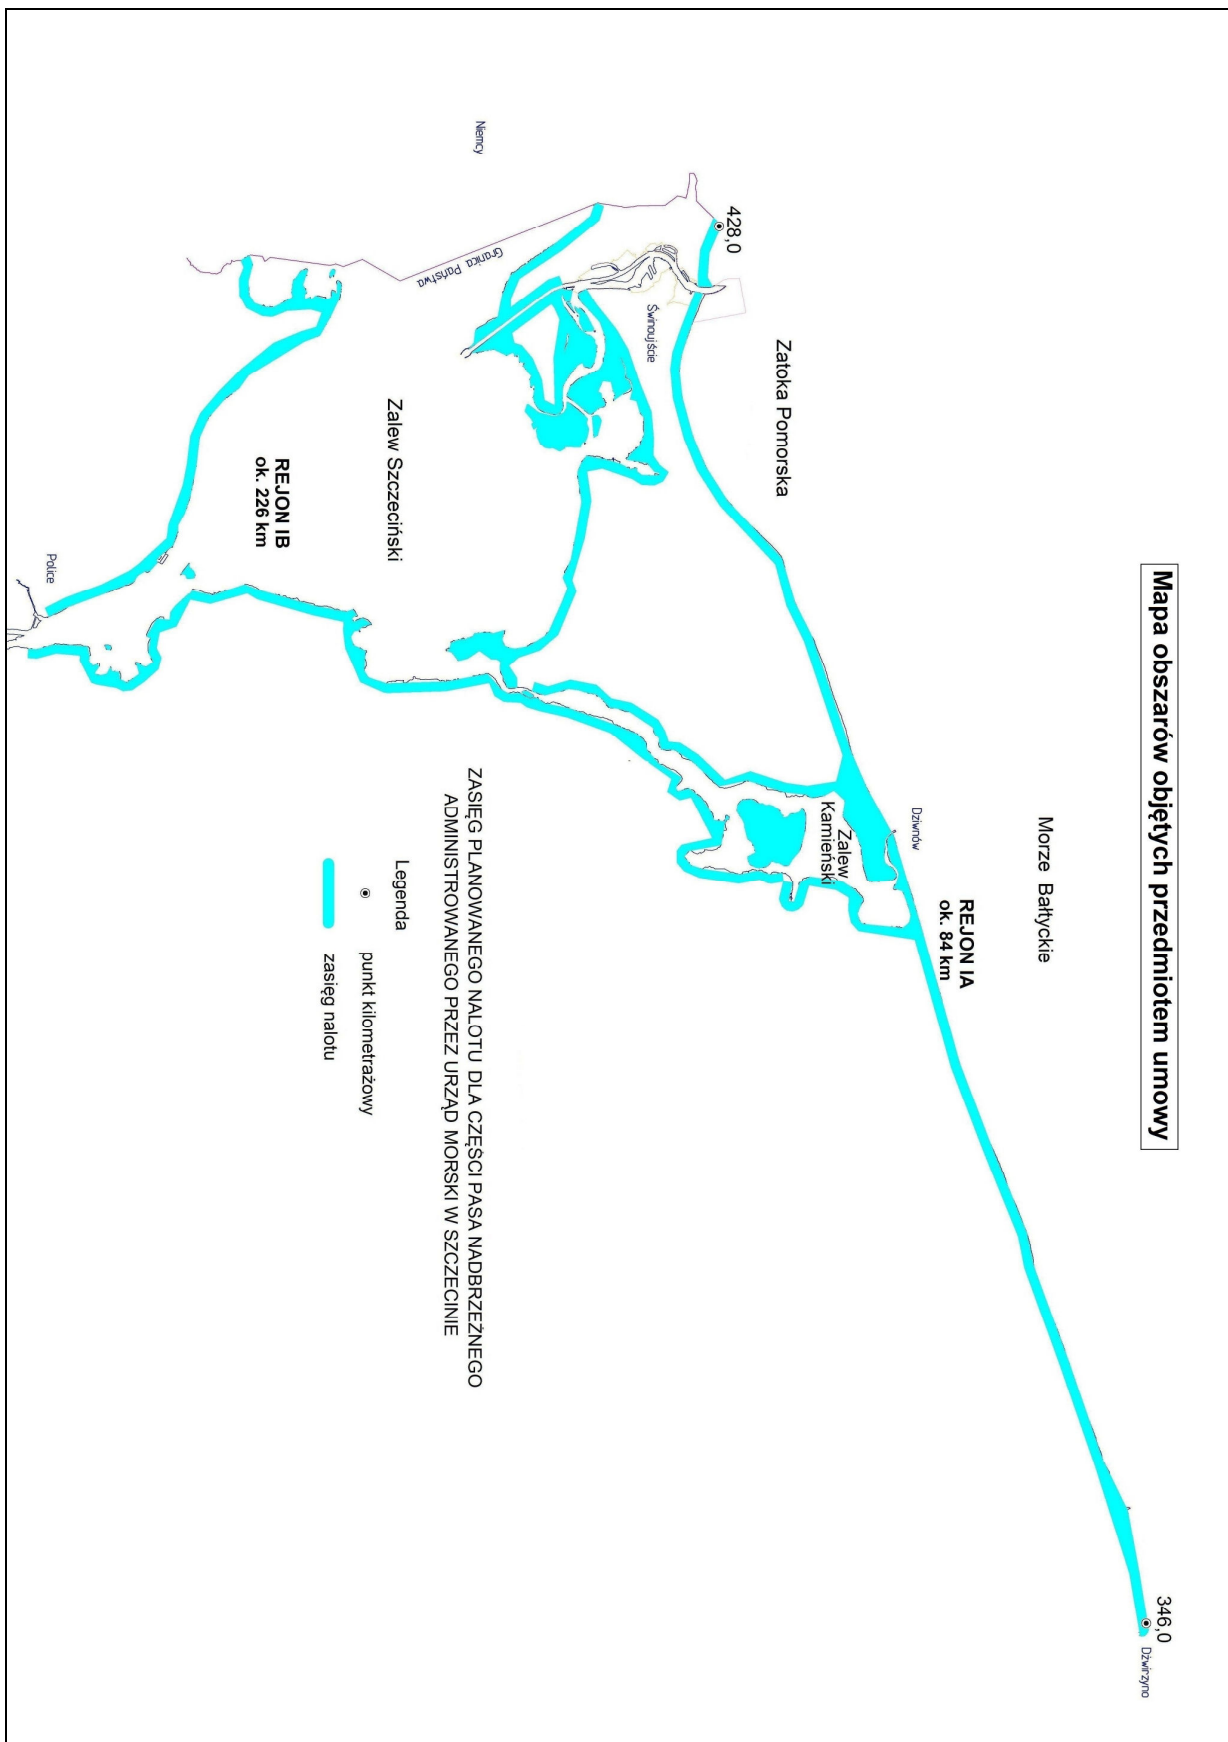 Mapa obszarów objętych przedmiotem umowy
346,0
Dźwirzyno
Morze Bałtyckie
REJON IA
ok. 84 km
Dziwnów
Zalew
Kamieński
Zatoka Pomorska
428,0
Świnoujście
Niemcy
Granica Państwa
Zalew Szczeciński
REJON IB
ok. 226 km
Police
ZASIĘG PLANOWANEGO NALOTU DLA CZĘŚCI PASA NADBRZEŻNEGO
ADMINISTROWANEGO PRZEZ URZĄD MORSKI W SZCZECINIE
Legenda
punkt kilometrażowy
zasięg nalotu